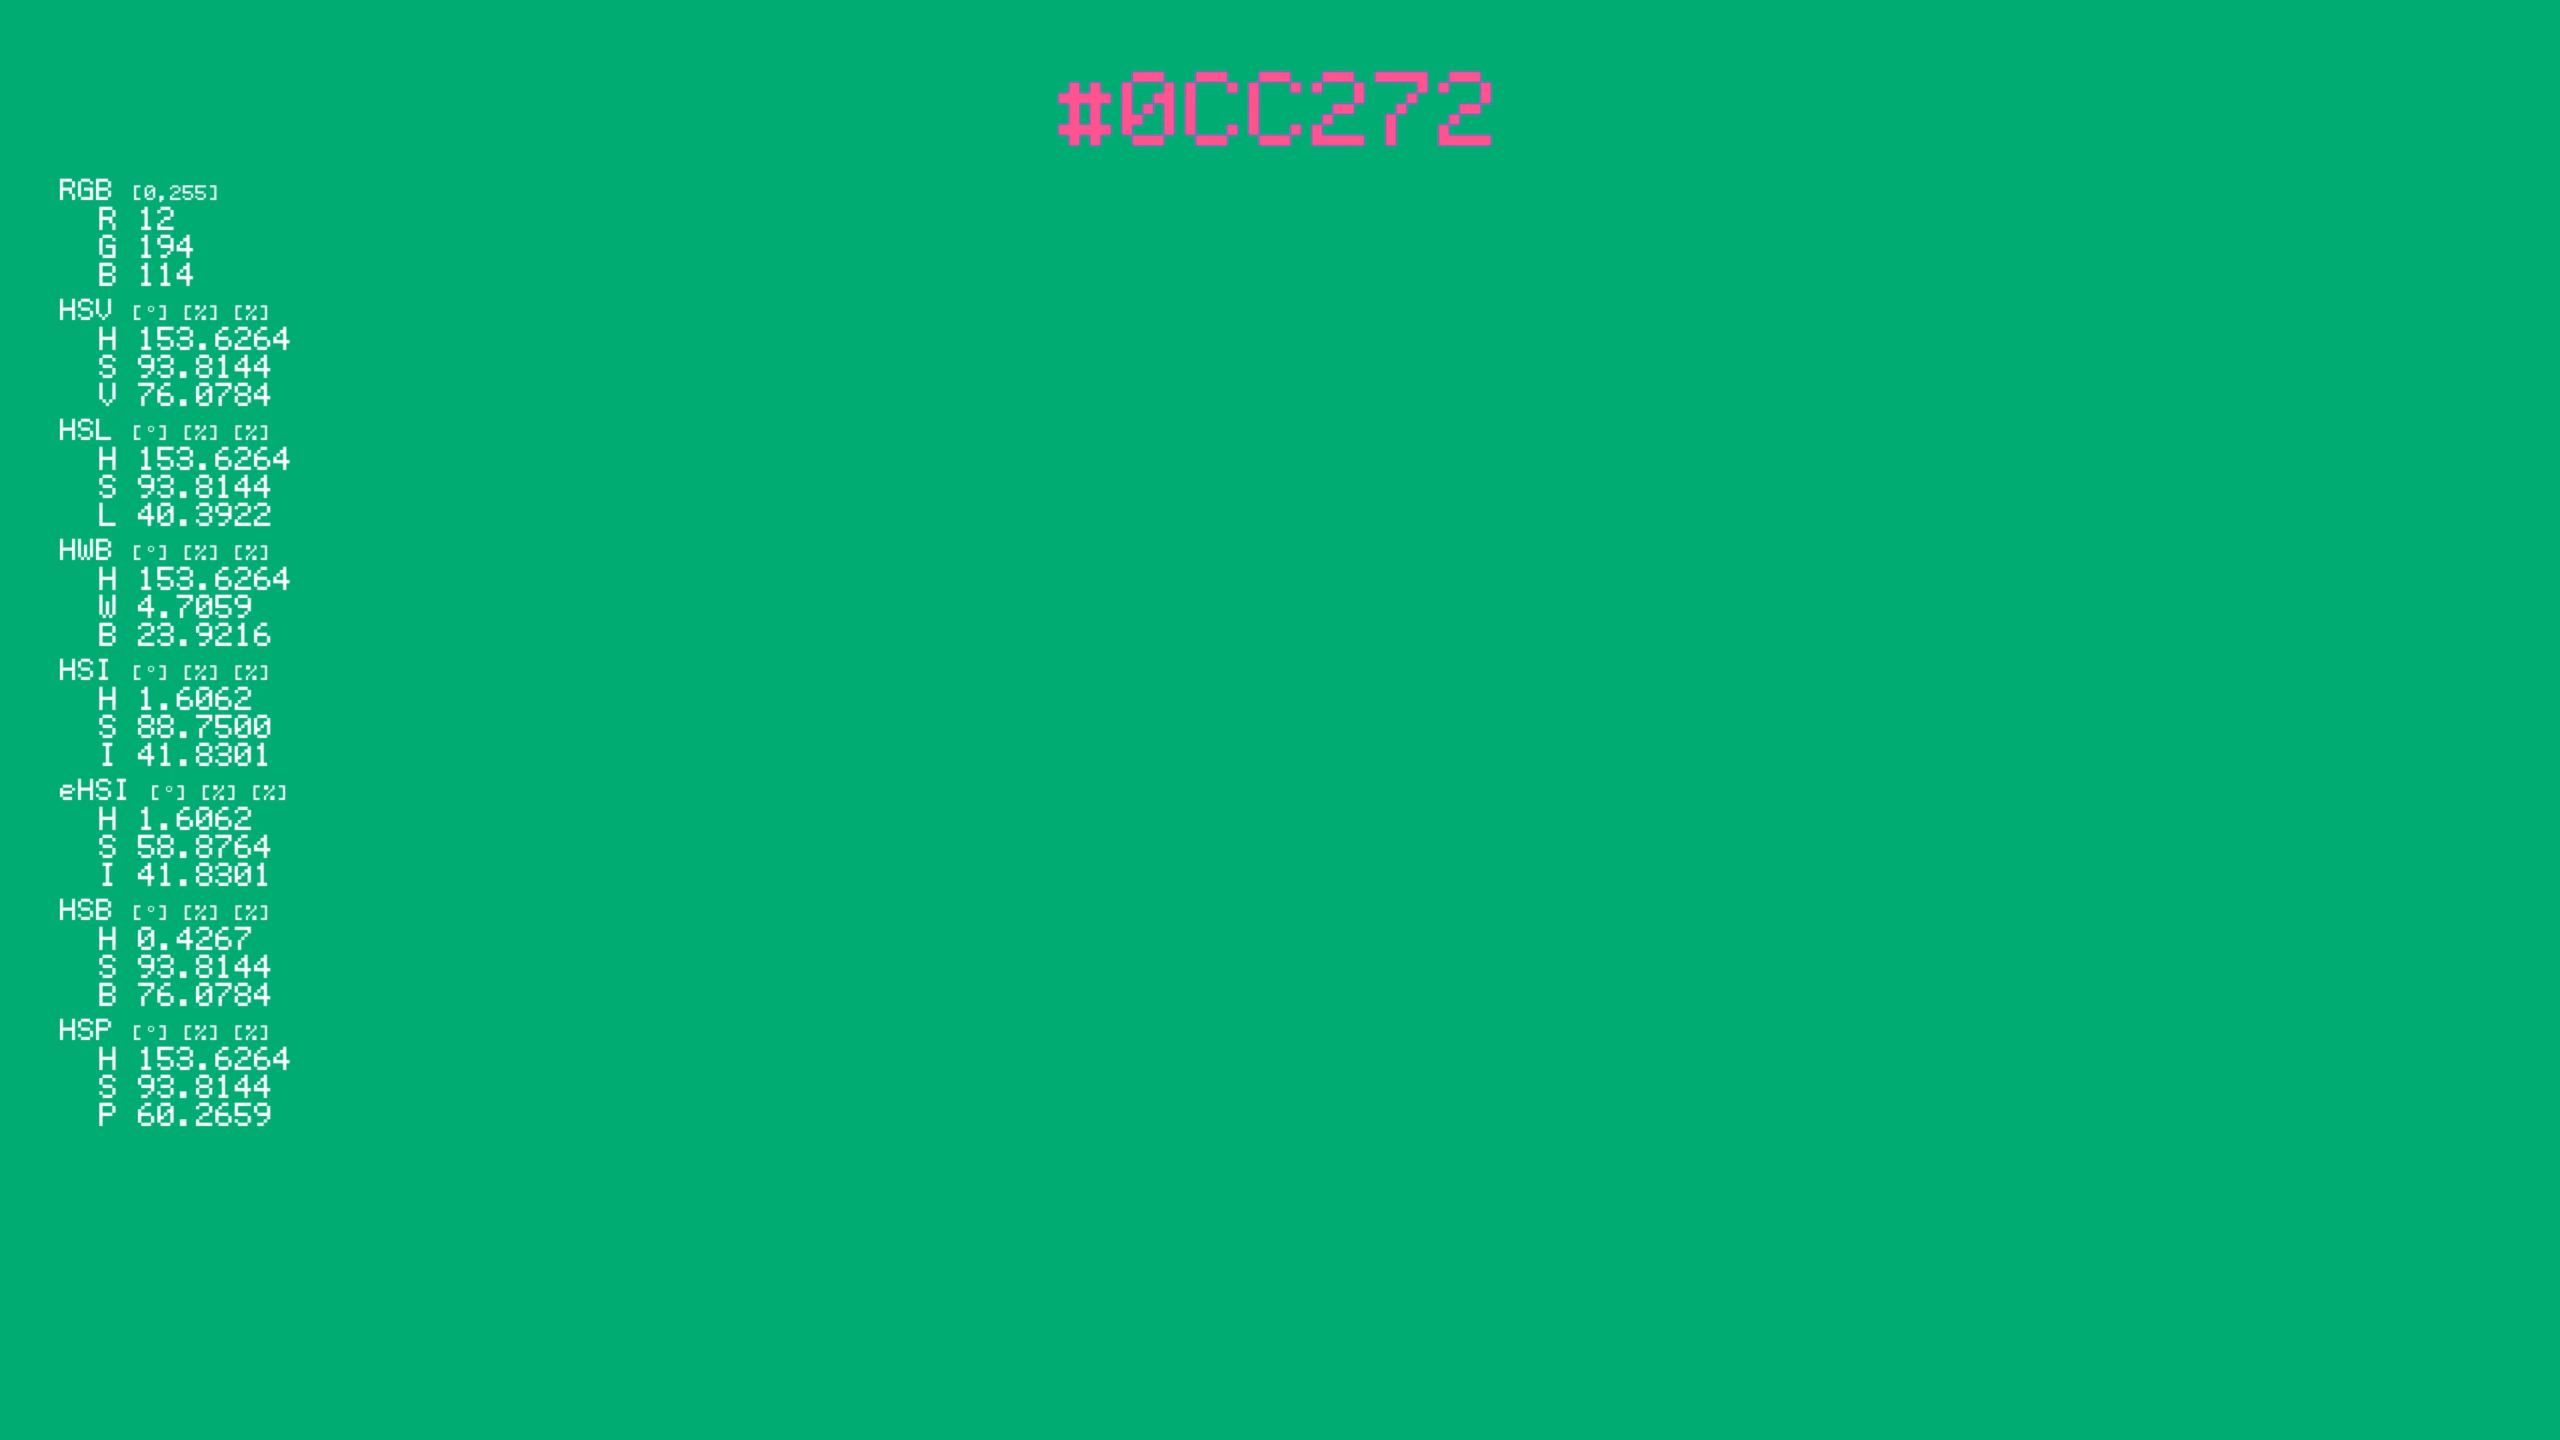 #0CC272
RGB [0,255]
R 12
G 194
B 114
HSV [°] [%] [%]
H 153.6264
S 93.8144
V 76.0784
HSL [°] [%] [%]
H 153.6264
S 93.8144
L 40.3922
HWB [°] [%] [%]
H 153.6264
W 4.7059
B 23.9216
HSI [°] [%] [%]
H 1.6062
S 88.7500
I 41.8301
eHSI [°] [%] [%]
H 1.6062
S 58.8764
I 41.8301
HSB [°] [%] [%]
H 0.4267
S 93.8144
B 76.0784
HSP [°] [%] [%]
H 153.6264
S 93.8144
P 60.2659